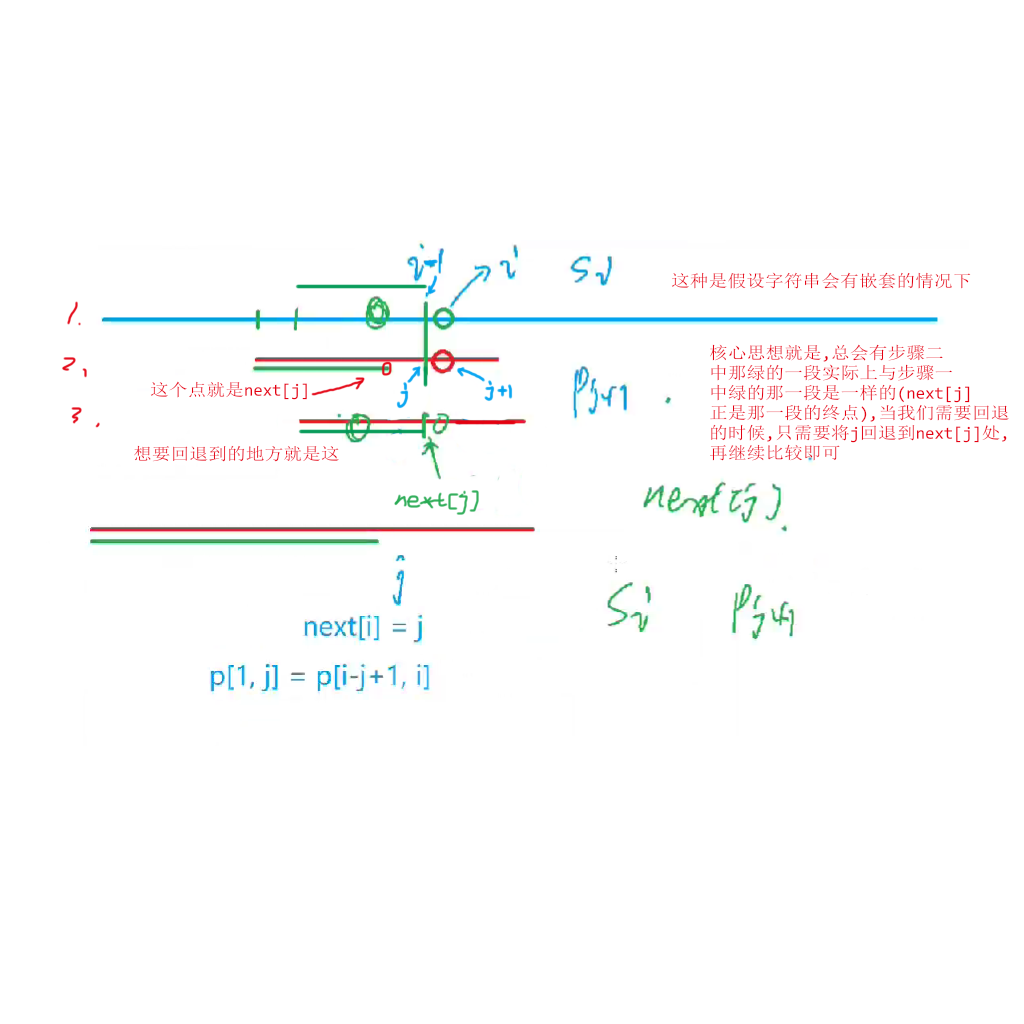 i-1
i
Si
这种是假设字符串会有嵌套的情况下
1.
2,
这个点就是next[j]
j
j+1
Pj+1
核心思想就是,总会有步骤二
中那绿的一段实际上与步骤一
中绿的那一段是一样的(next[j]
正是那一段的终点),当我们需要回退
的时候,只需要将j回退到next[j]处,
再继续比较即可
3.
想要回退到的地方就是这
next[j]
next[j]
j
Si
Pj+1
next[i] = j
p[1, j] = p[i-j+1, i]